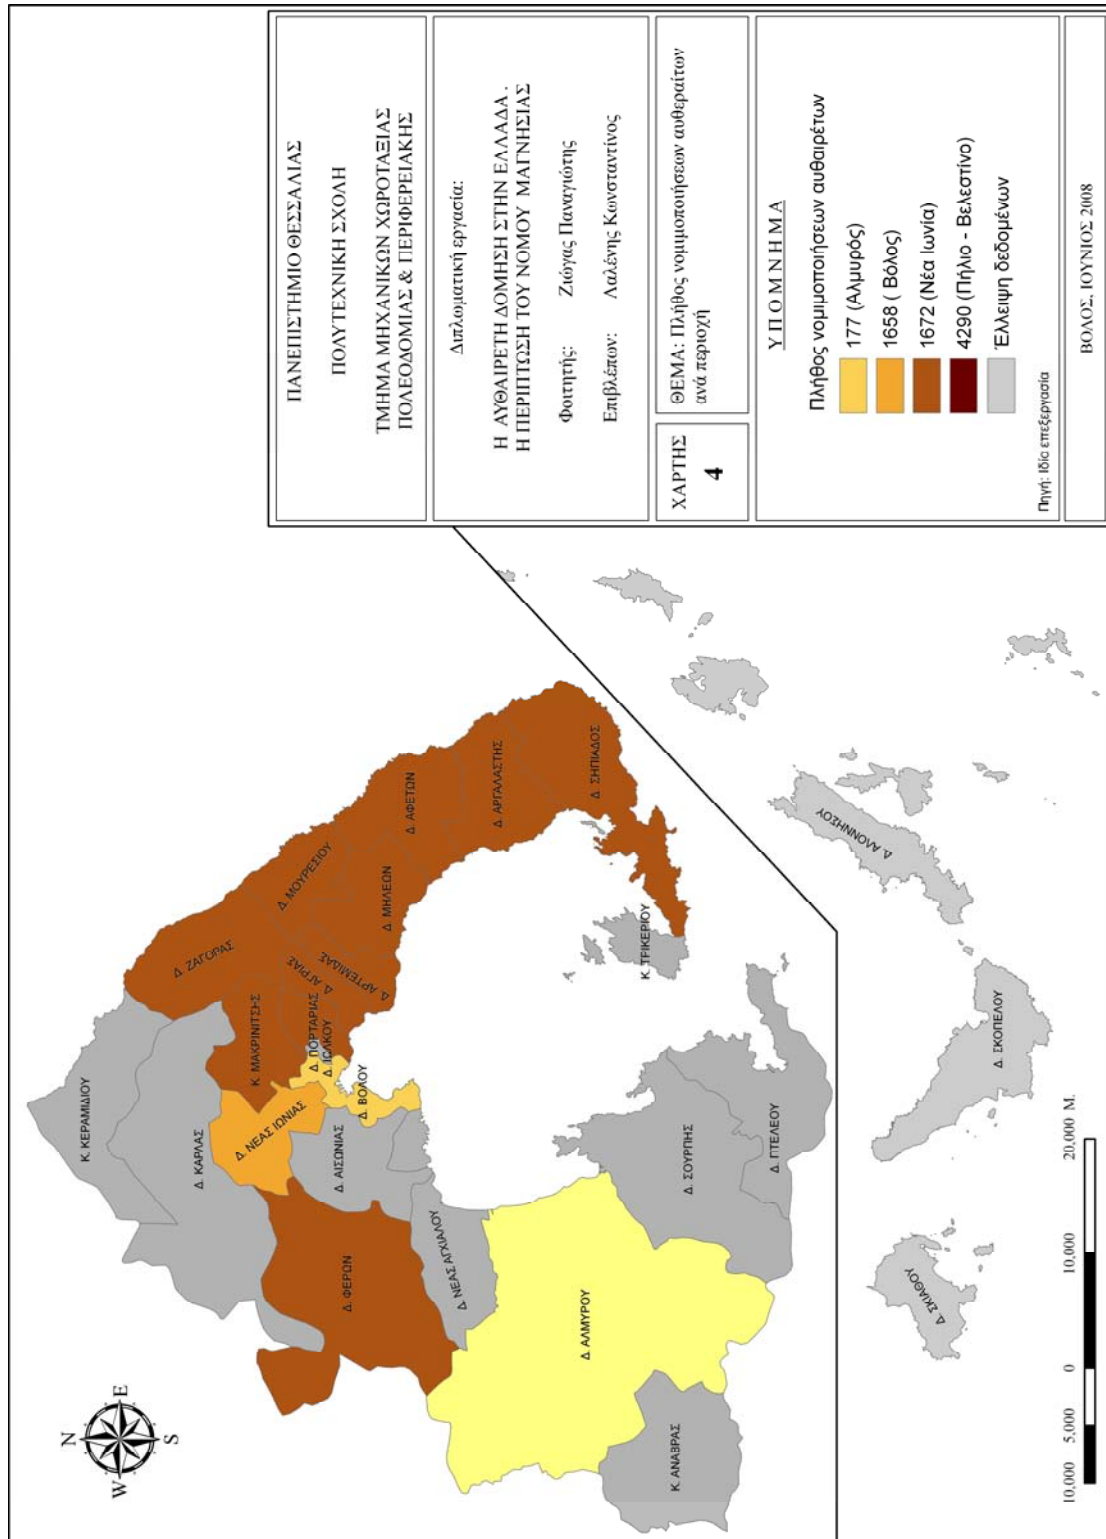 ΠΑΝΕΠΙΣΤΗΜΙΟ ΘΕΣΣΑΛΙΑΣ
ΠΟΛΥΤΕΧΝΙΚΗ ΣΧΟΛΗ
ΤΜΗΜΑ ΜΗΧΑΝΙΚΩΝ ΧΩΡΟΤΑΞΙΑΣ
ΠΟΛΕΟΔΟΜΙΑΣ & ΠΕΡΙΦΕΡΕΙΑΚΗΣ
Διπλωματική εργασία:
Η ΑΥΘΑΙΡΕΤΗ ΔΟΜΗΣΗ ΣΤΗΝ ΕΛΛΑΔΑ .
Η ΠΕΡΙΠΤΩΣΗ ΤΟΥ ΝΟΜΟΥ ΜΑΓΝΗΣΙΑΣ
Φοιτητής: Ζιώγας Παναγιώτης
Επιβλέπων: Λαλένης Κωνσταντίνος
ΧΑΡΤΗΣ
4
ΘΕΜΑ: Πλήθος νομιμοποιήσεων αυθεραίτων
ανά περιοχή
ΥΠΟΜΝΗΜΑ
Πλήθος νομιμοποιήσεων αυθαιρέτων
177 (Αλμυρός)
1658 ( Βόλος)
1672 (Νέα Ιωνία)
4290 (Πήλιο - Βελεστίνο)
Έλλειψη δεδομένων
Πηγή: Ιδία επεξεργασία
ΒΟΛΟΣ, ΙΟΥΝΙΟΣ 2008
N
W
E
S
Κ. ΚΕΡΑΜΙΔΙΟΥ
Δ. ΚΑΡΛΑΣ
Δ. ΖΑΓΟΡΑΣ
Κ. ΜΑΚΡΙΝΙΤΣΗΣ
Δ. ΜΟΥΡΕΣΙΟΥ
Δ. ΝΕΑΣ ΙΩΝΙΑΣ
Δ. ΠΟΡΤΑΡΙΑΣ
Δ. ΙΩΛΚΟΥ
Δ. ΑΓΡΙΑΣ
Δ. ΑΡΤΕΜΙΔΑΣ
Δ. ΜΗΛΕΩΝ
Δ. ΑΦΕΤΩΝ
Δ. ΦΕΡΩΝ
Δ. ΑΙΣΩΝΙΑΣ
Δ. ΒΟΛΟΥ
Δ. ΝΕΑΣ ΑΓΧΙΑΛΟΥ
Δ. ΑΡΓΑΛΑΣΤΗΣ
Δ. ΣΗΠΙΑΔΟΣ
Κ. ΤΡΙΚΕΡΙΟΥ
Δ. ΑΛΜΥΡΟΥ
Δ. ΣΟΥΡΠΗΣ
Δ. ΠΤΕΛΕΟΥ
Κ. ΑΝΑΒΡΑΣ
Δ. ΑΛΟΝΝΗΣΟΥ
Δ. ΣΚΟΠΕΛΟΥ
Δ. ΣΚΙΑΘΟΥ
10,000 5,000 0 10,000 20,000 Μ.